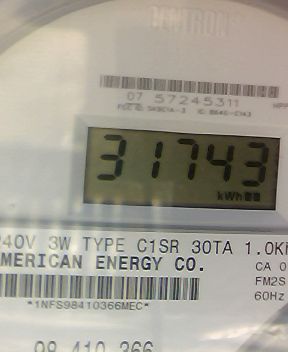 CENTRON
07 57245311
31743
kWh
240V 3W TYPE C1SR 30TA 1.0K
AMERICAN ENERGY CO.
CA 0
FM2S
60Hz
*1NFS98410366MEC*
98 410 366